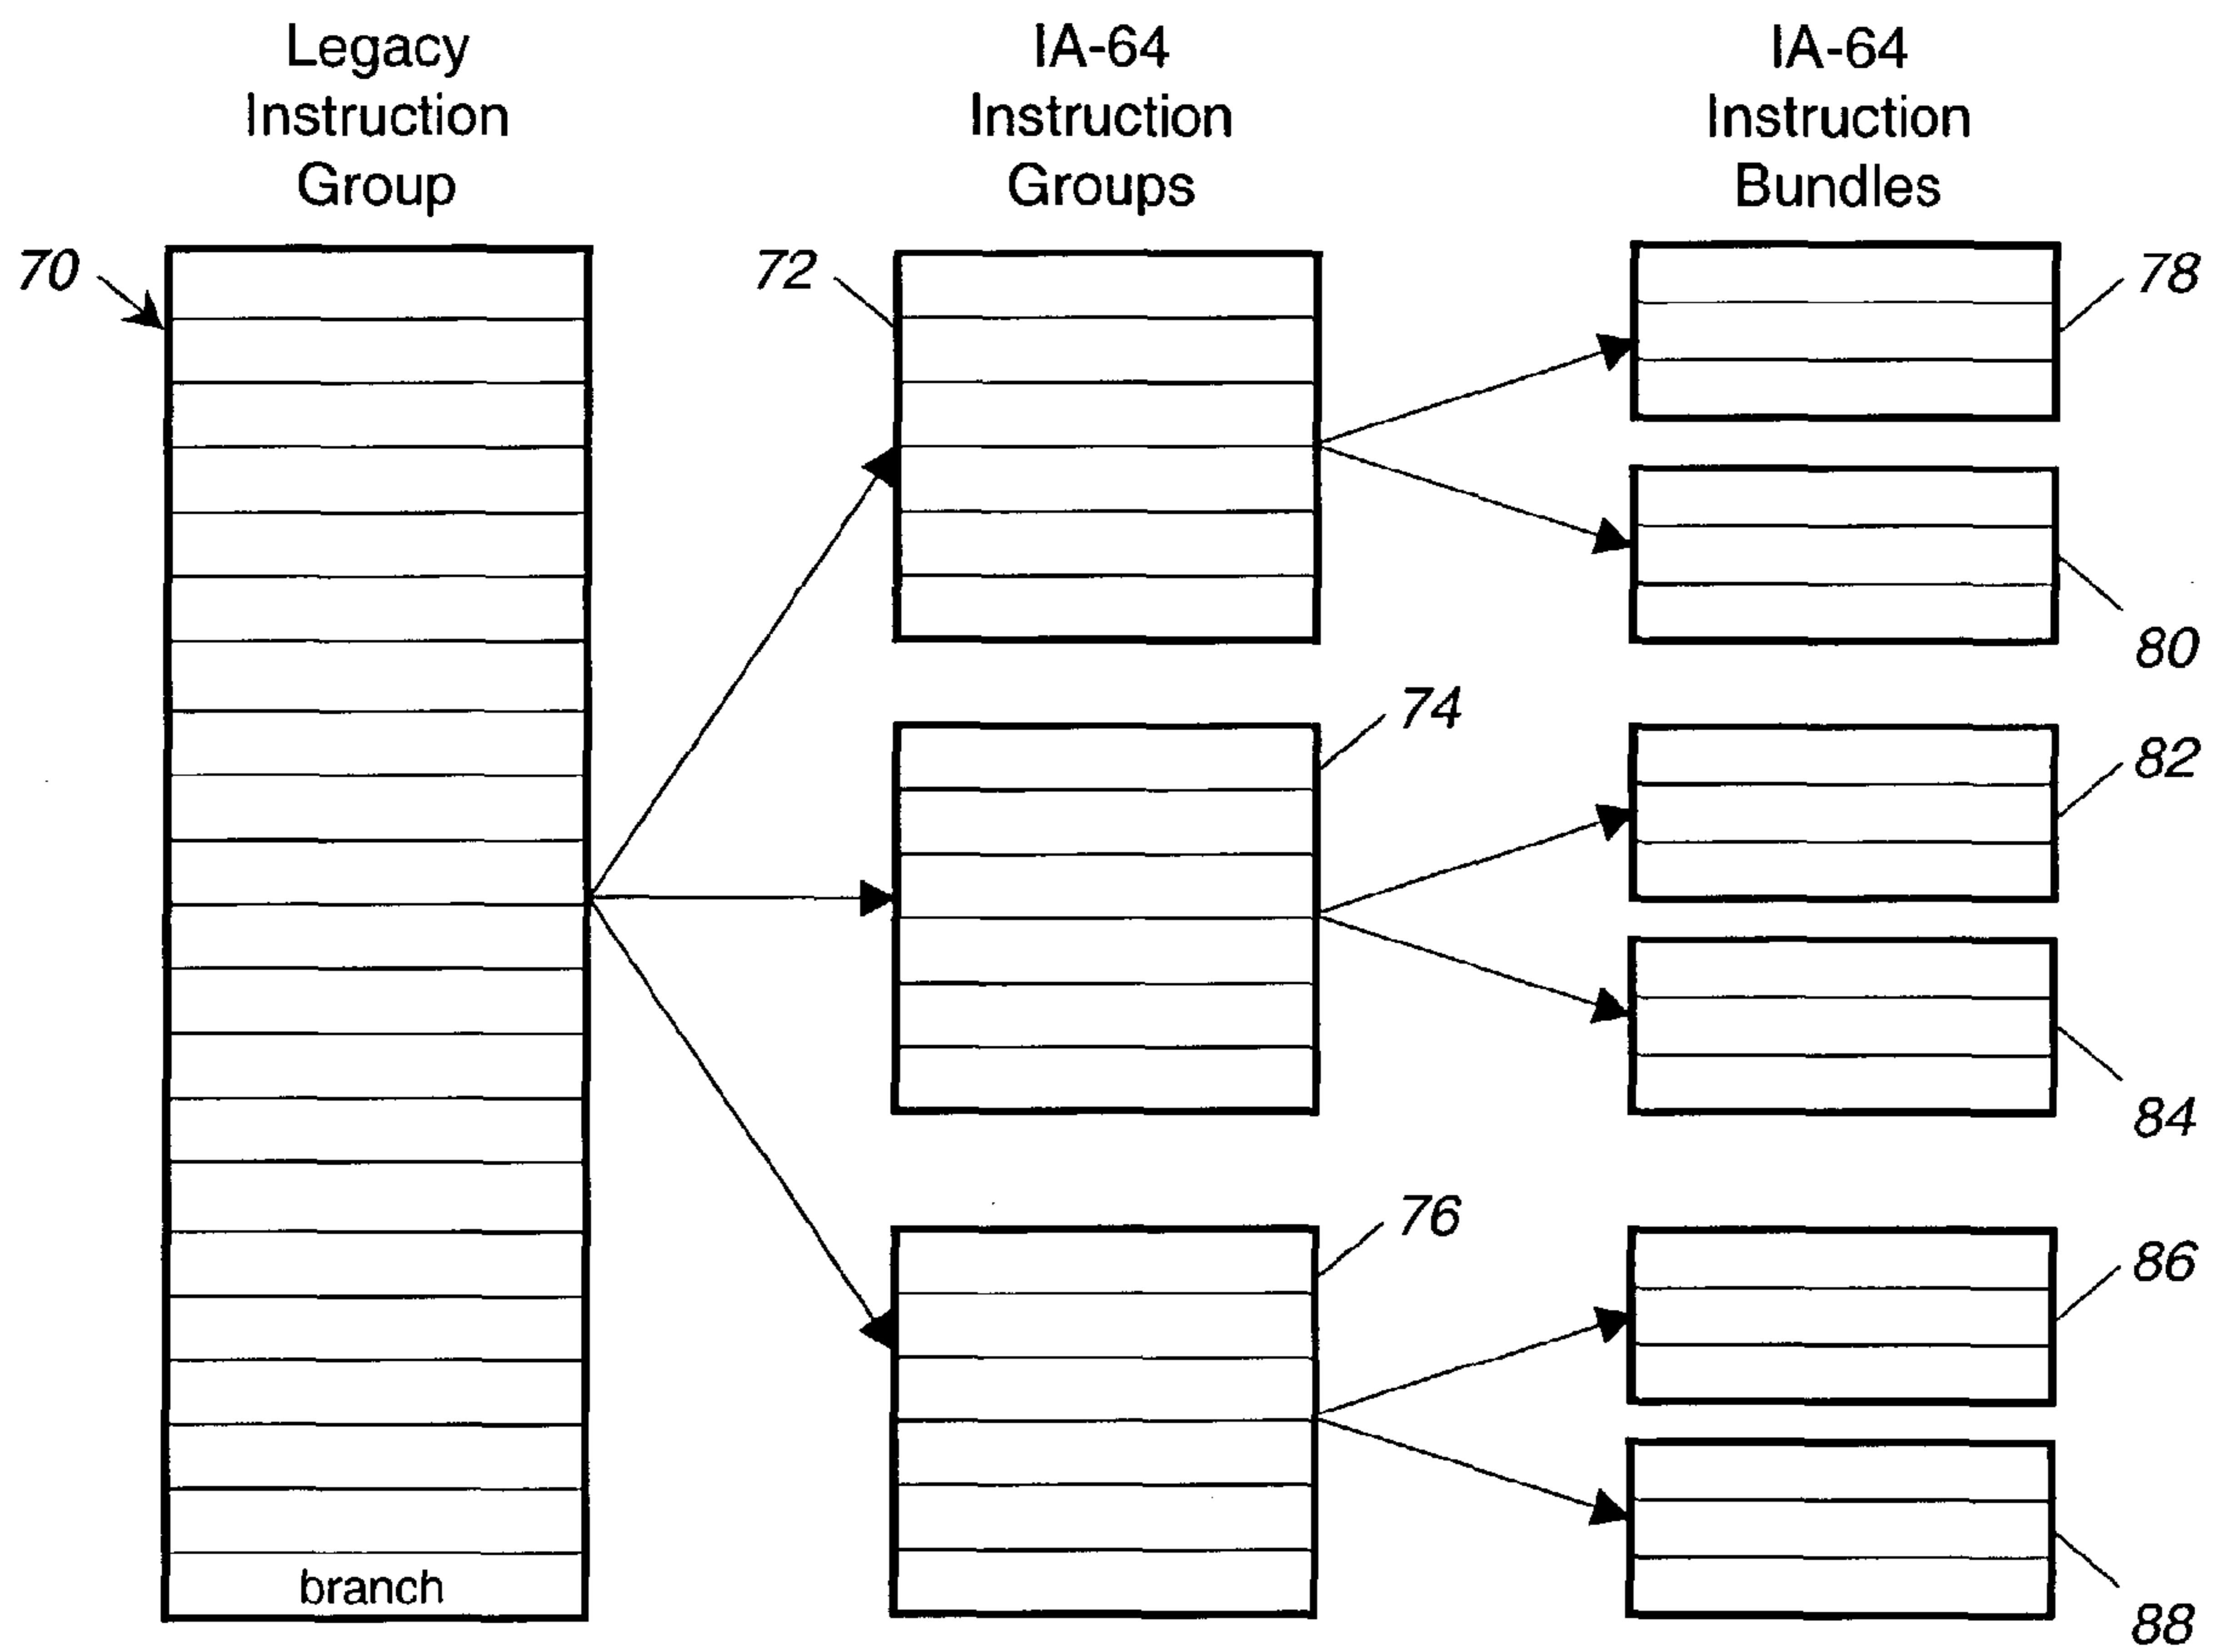 Legacy
Instruction
Group
IA-64
Instruction
Groups
IA-64
Instruction
Bundles
70
72
78
80
74
82
84
76
86
88
branch